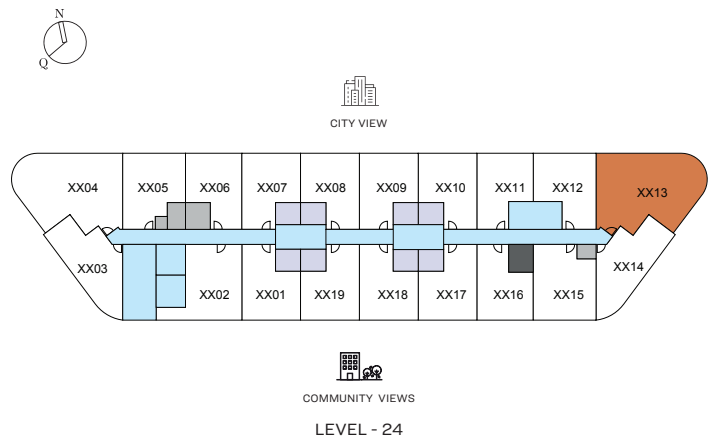 N
Q
CITY VIEW
XX04 XX05 XX06 XX07 XX08 XX09 XX10 XX11 XX12 XX13
XX03 XX14
XX02 XX01 XX19 XX18 XX17 XX16 XX15
COMMUNITY VIEWS
LEVEL - 24